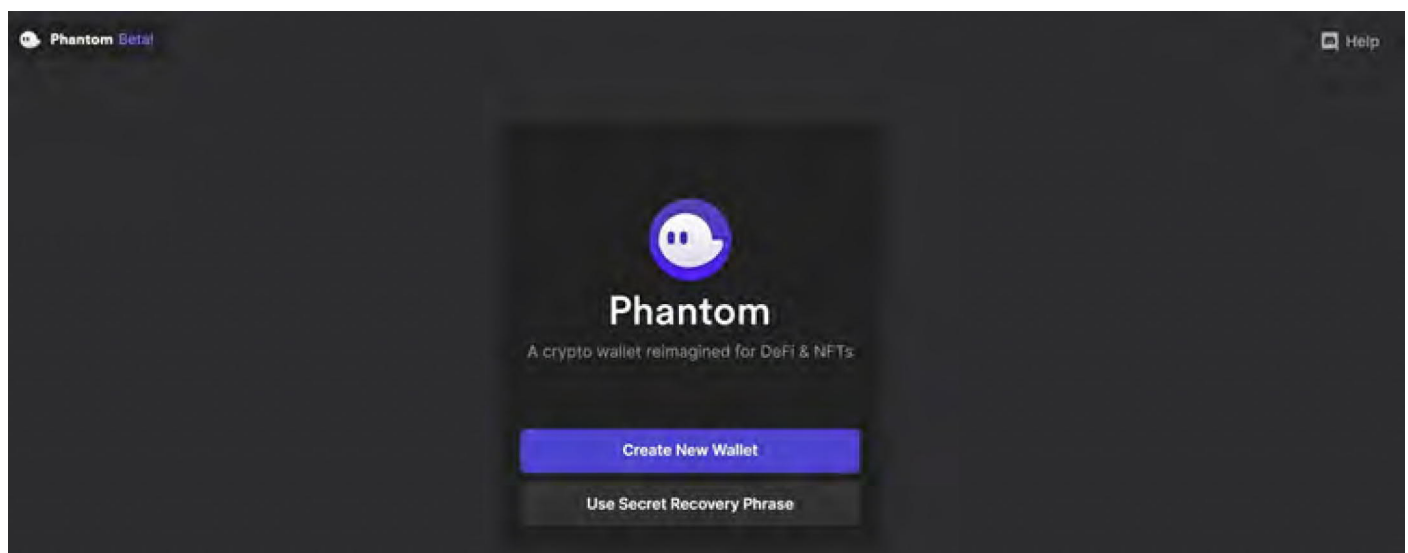 Phantom Beta!
Help
Phantom
A crypto wallet reimagined for DeFi & NFTs
Create New Wallet
Use Secret Recovery Phrase